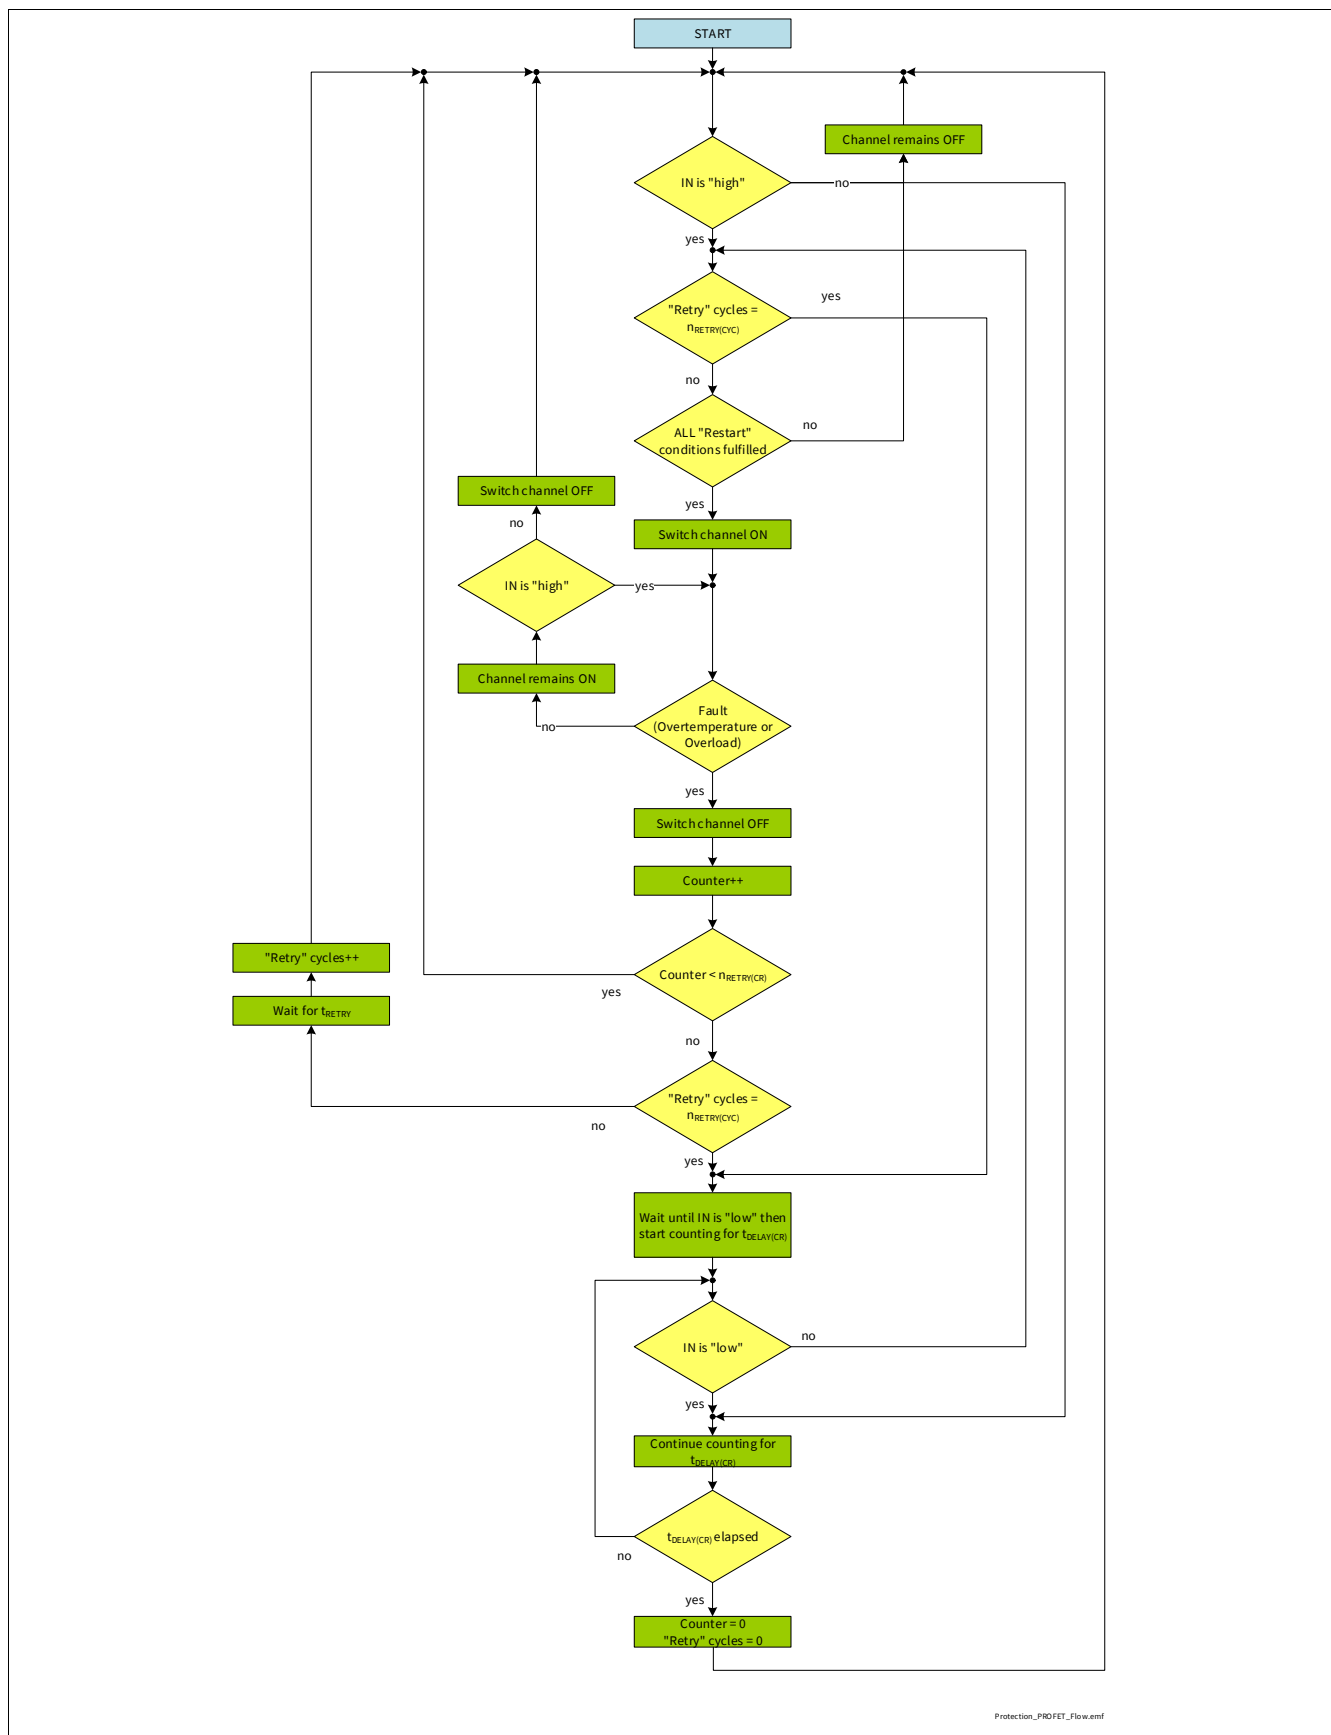 START
Channel remains OFF
IN is "high"
no
yes
"Retry" cycles =
nRETRY(CYC)
yes
no
ALL "Restart"
conditions fulfilled
no
yes
Switch channel OFF
Switch channel ON
no
IN is "high"
yes
Channel remains ON
Fault
(Overtemperature or
Overload)
no
yes
Switch channel OFF
Counter++
"Retry" cycles++
Counter < nRETRY(CR)
yes
Wait for tRETRY
no
"Retry" cycles =
nRETRY(CYC)
no
yes
Wait until IN is "low" then
start counting for tDELAY(CR)
IN is "low"
no
yes
Continue counting for
tDELAY(CR)
tDELAY(CR) elapsed
no
yes
Counter = 0
"Retry" cycles = 0
Protection_PROFET_Flow.emf